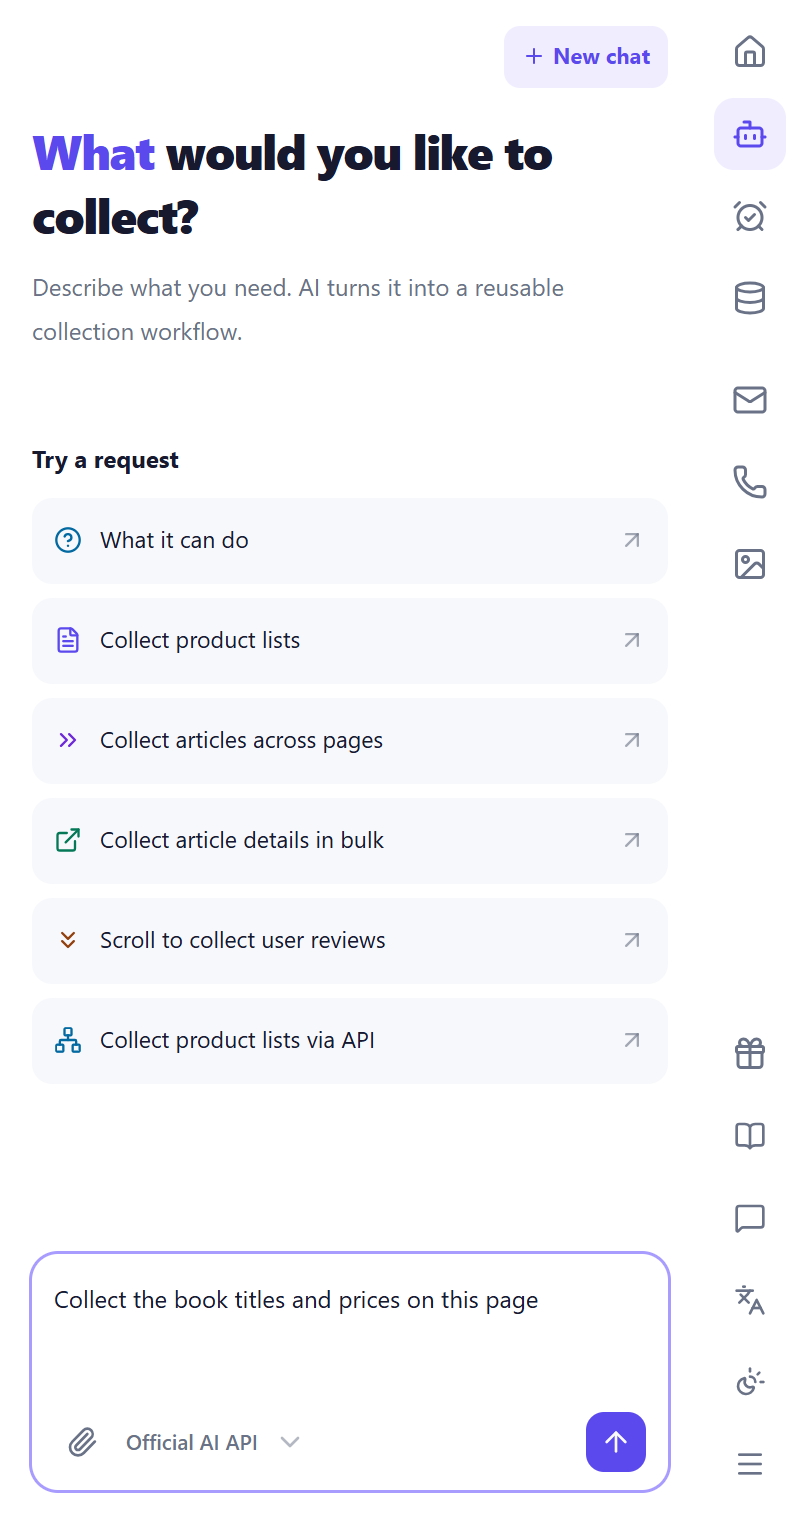 New chat
What would you like to
collect?
Describe what you need. AI turns it into a reusable
collection workflow.
Try a request
What it can do
Collect product lists
Collect articles across pages
Collect article details in bulk
Scroll to collect user reviews
Collect product lists via API
Collect the book titles and prices on this page
Official AI API